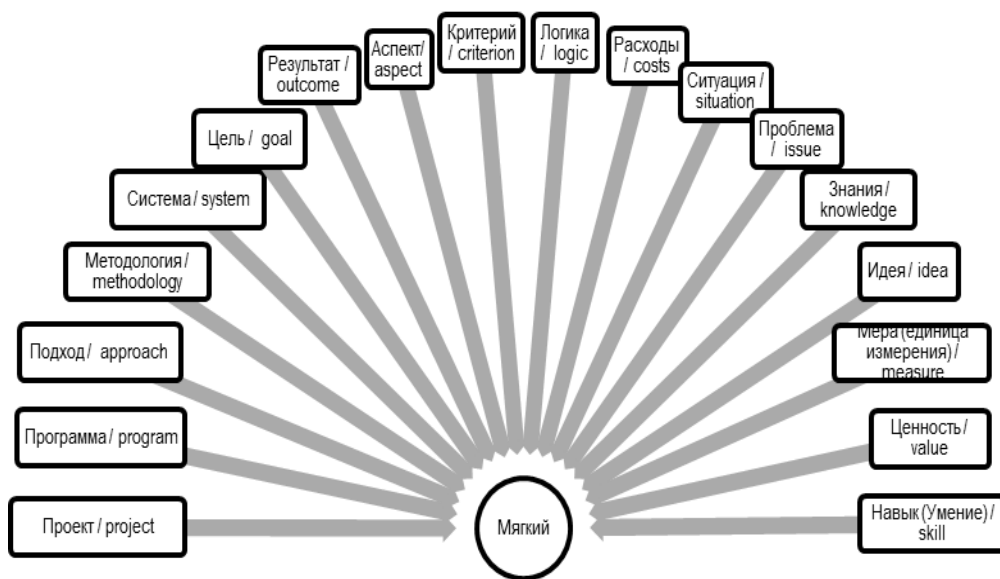 Критерий
/ criterion
Логика
/ logic
Расходы
/ costs
Аспект/
aspect
Результат /
outcome
Ситуация /
situation
Цель / goal
Проблема
/ issue
Система / system
Знания /
knowledge
Методология /
methodology
Идея / idea
Подход / approach
Мера (единица
измерения) /
measure
Программа / program
Ценность /
value
Проект / project
Мягкий
Навык (Умение) /
skill